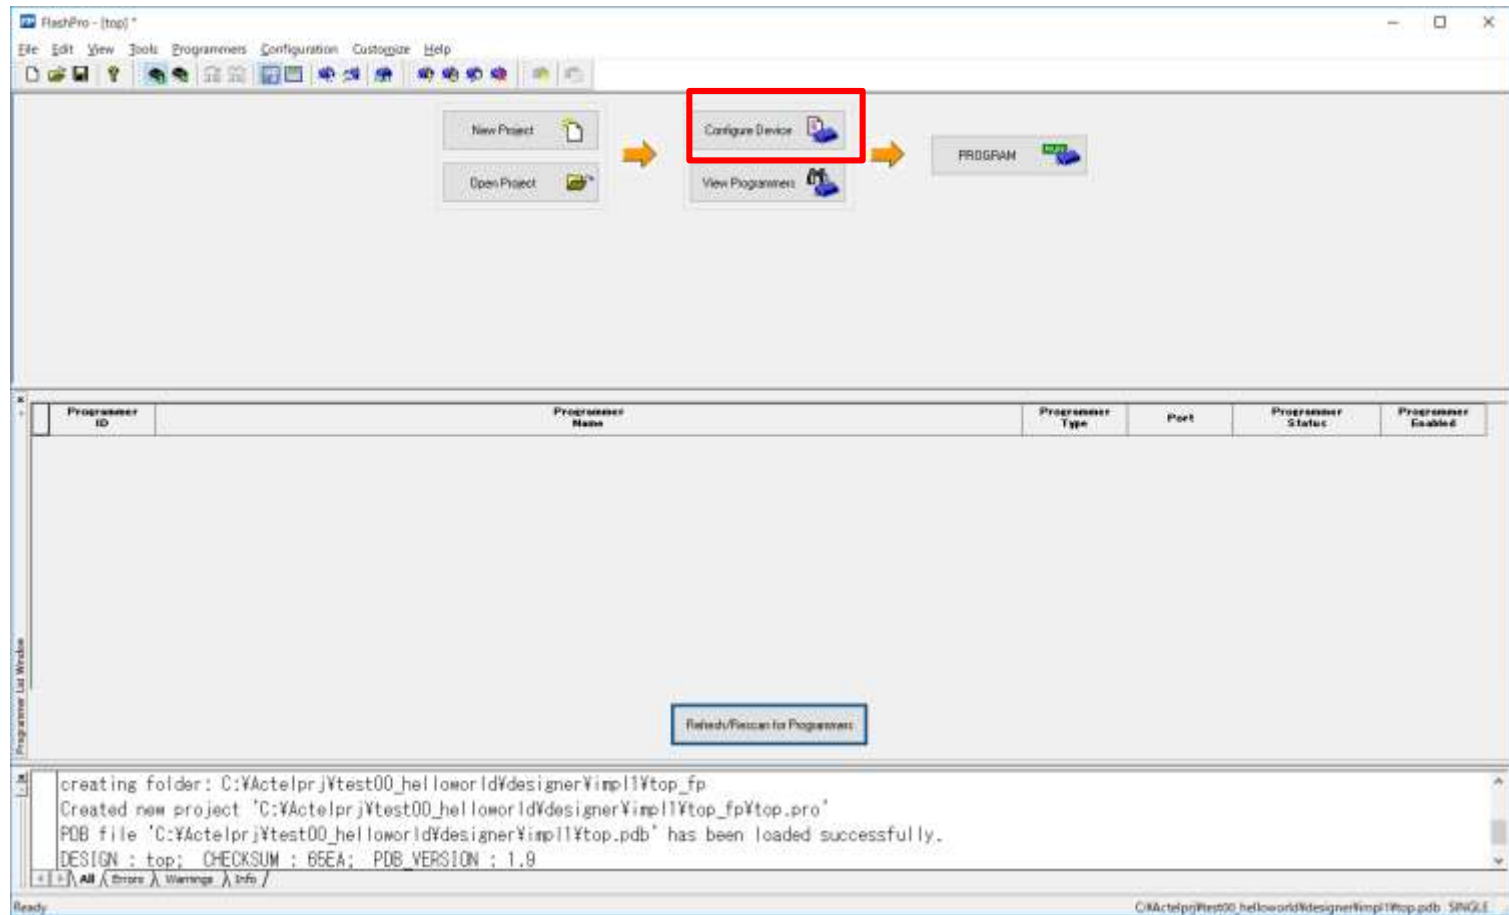 FlashPro - [top] *
File Edit View Tools Programmers Configuration Customize Help
New Project
Configure Device
PROGRAM
Open Project
View Programmers
Programmer ID
Programmer Name
Programmer Type
Port
Programmer Status
Programmer Enabled
Programmer List Window
Refresh/Rescan for Programmers
creating folder: C:¥Actelprj¥test00_helloworld¥designer¥impl1¥top_fp
Created new project 'C:¥Actelprj¥test00_helloworld¥designer¥impl1¥top_fp¥top.pro'
PDB file 'C:¥Actelprj¥test00_helloworld¥designer¥impl1¥top.pdb' has been loaded successfully.
DESIGN : top; CHECKSUM : 65EA; PDB_VERSION : 1.9
All Errors Warnings Info
Ready
C:¥Actelprj¥test00_helloworld¥designer¥impl1¥top.pdb SINGLE